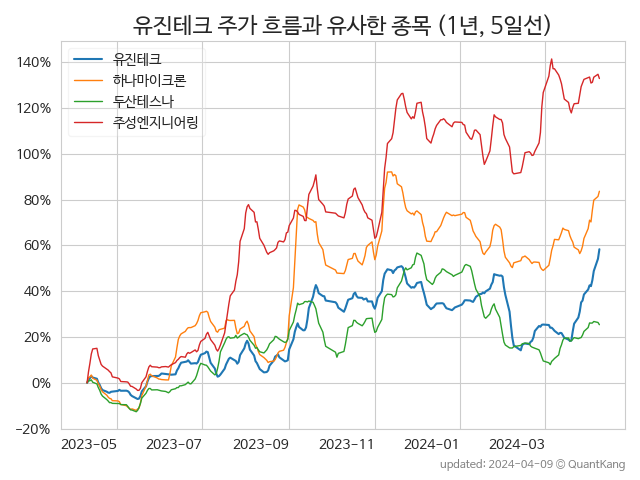 유진테크 주가 흐름과 유사한 종목 (1년, 5일선)
유진테크
하나마이크론
두산테스나
주성엔지니어링
140%
120%
100%
80%
60%
40%
20%
0%
−20%
2023-05 2023-07 2023-09 2023-11 2024-01 2024-03
updated: 2024-04-09 © QuantKang